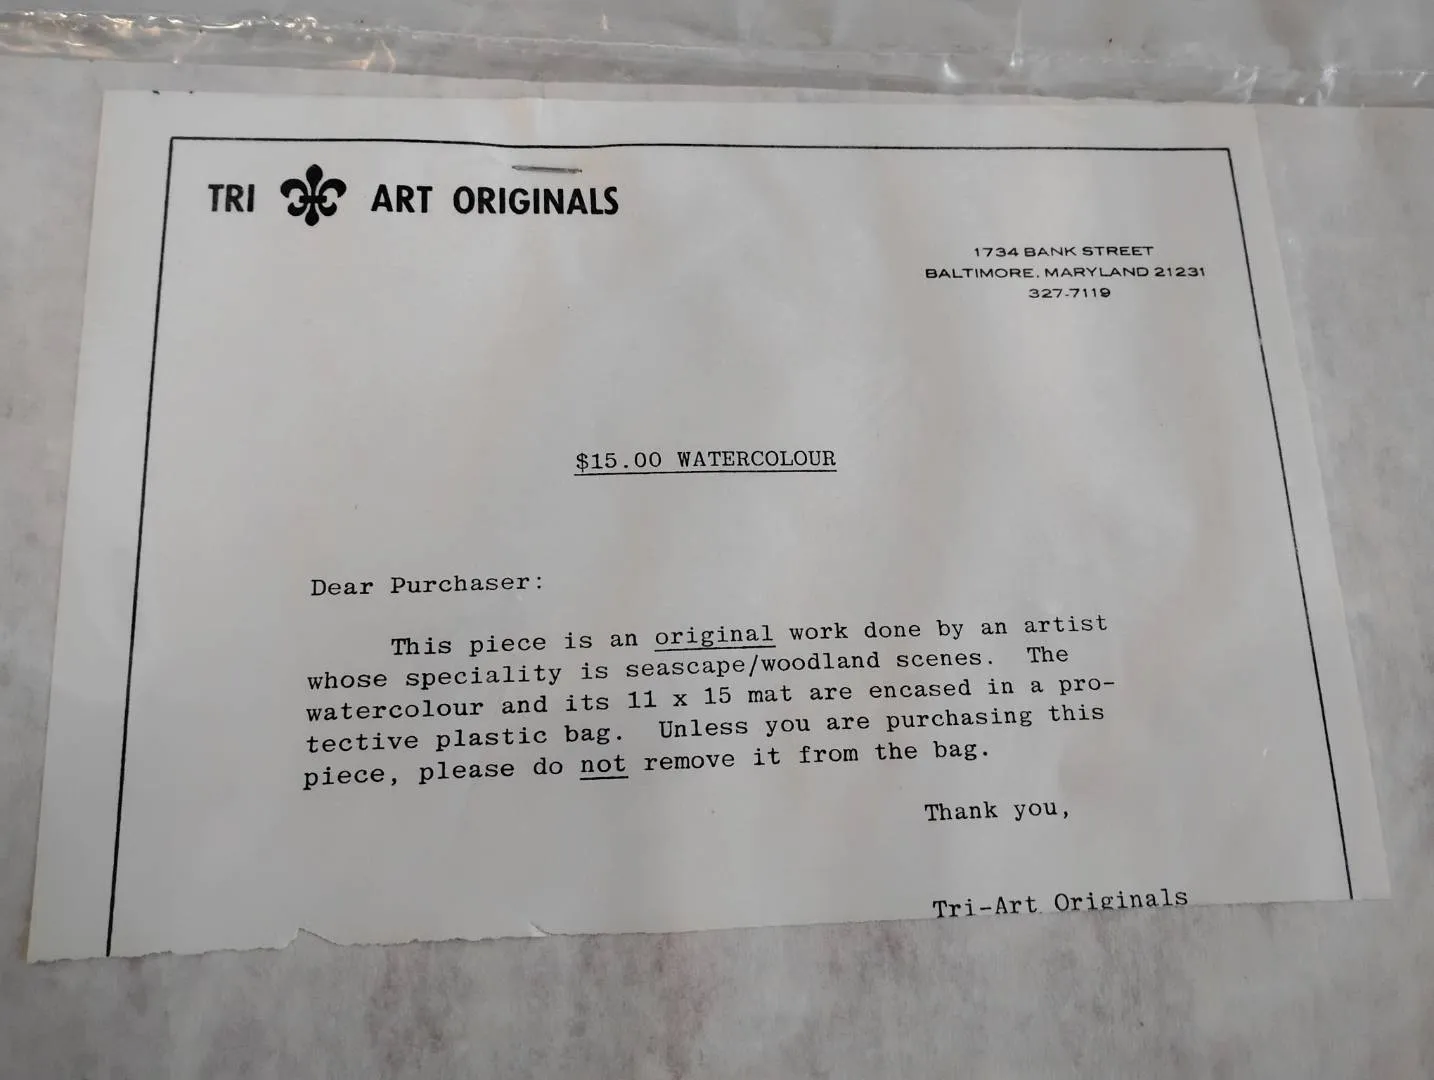 TRI ART ORIGINALS
1734 BANK STREET
BALTIMORE, MARYLAND 21231
327-7119
$15.00 WATERCOLOUR
Dear Purchaser:
This piece is an original work done by an artist
whose speciality is seascape/woodland scenes. The
watercolour and its 11 x 15 mat are encased in a pro-
tective plastic bag. Unless you are purchasing this
piece, please do not remove it from the bag.
Thank you,
Tri-Art Originals